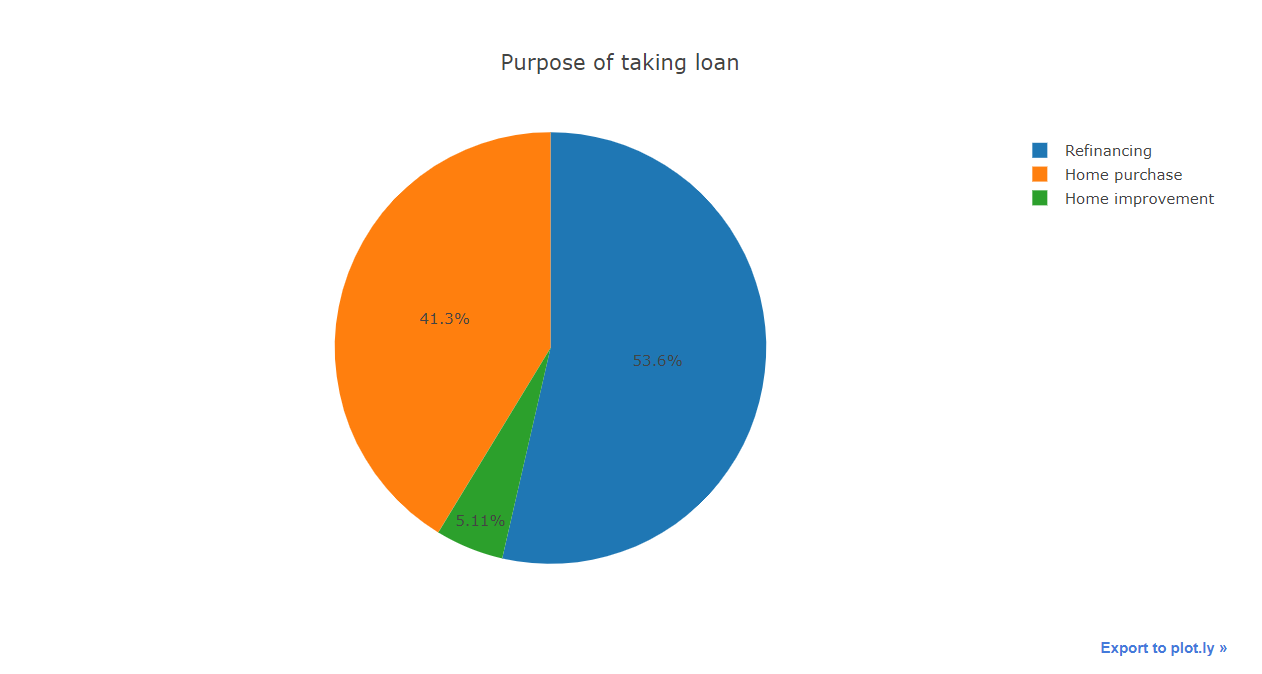 Purpose of taking loan
Refinancing
Home purchase
Home improvement
41.3%
53.6%
5.11%
Export to plot.ly »